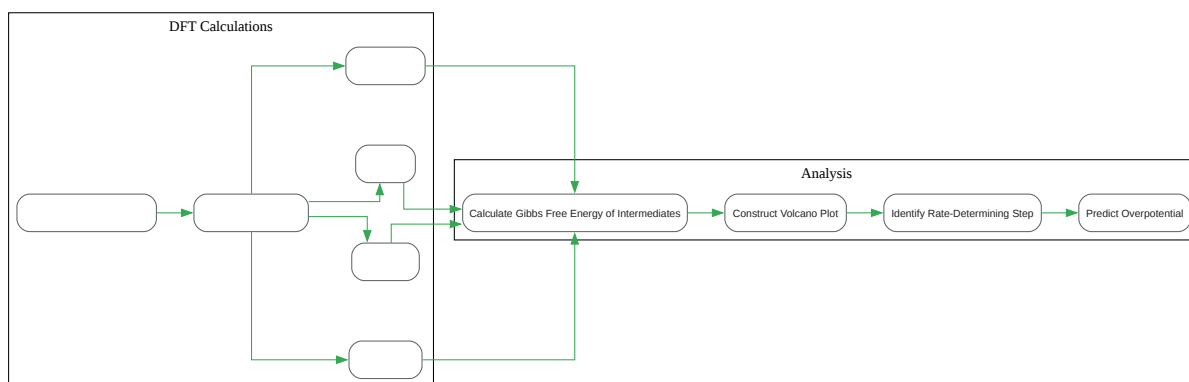 DFT Calculations
Analysis
Calculate Gibbs Free Energy of Intermediates
Construct Volcano Plot
Identify Rate-Determining Step
Predict Overpotential